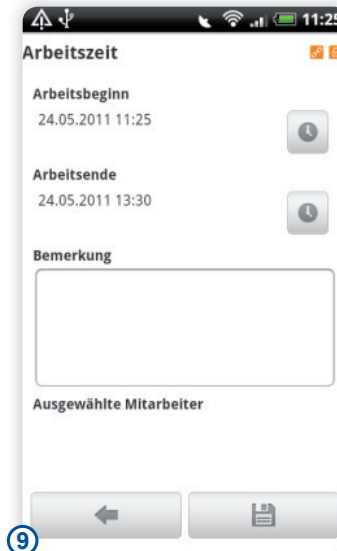 11:25
Arbeitszeit
Arbeitsbeginn
24.05.2011 11:25
Arbeitsende
24.05.2011 13:30
Bemerkung
Ausgewählte Mitarbeiter
9